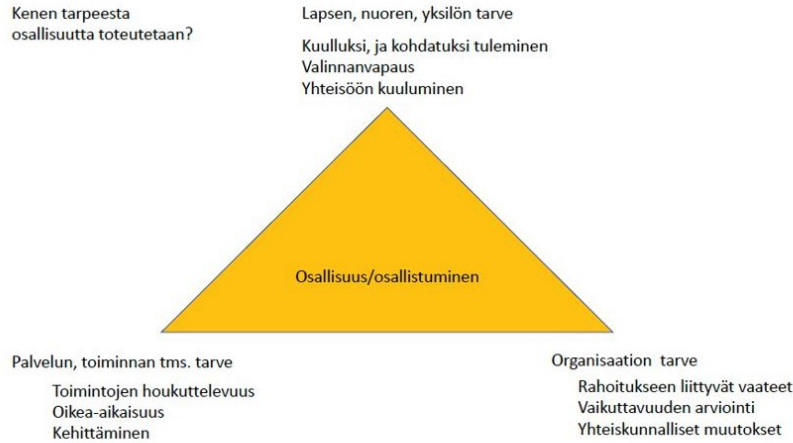 Kenen tarpeesta
osallisuutta toteutetaan?
Lapsen, nuoren, yksilön tarve
Kuulluksi, ja kohdatuksi tuleminen
Valinnanvapaus
Yhteisöön kuuluminen
Osallisuus/osallistuminen
Palvelun, toiminnan tms. tarve
Toimintojen houkuttelevuus
Oikea-aikaisuus
Kehittäminen
Organisaation tarve
Rahoitukseen liittyvät vaateet
Vaikuttavuuden arviointi
Yhteiskunnalliset muutokset